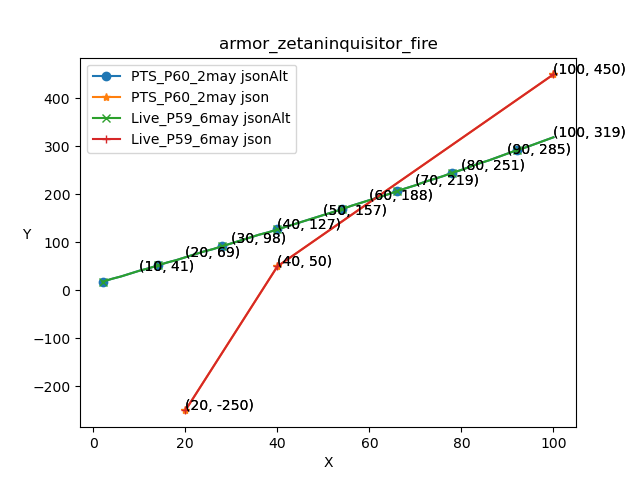 armor_zetaninquisitor_fire
PTS_P60_2may jsonAlt
PTS_P60_2may json
Live_P59_6may jsonAlt
Live_P59_6may json
(100, 450)
(100, 319)
(90, 285)
(80, 251)
(70, 219)
(60, 188)
(50, 157)
(40, 127)
(30, 98)
(20, 69)
(10, 41)
(40, 50)
(20, -250)
Y
400
300
200
100
0
−100
−200
0 20 40 60 80 100
X